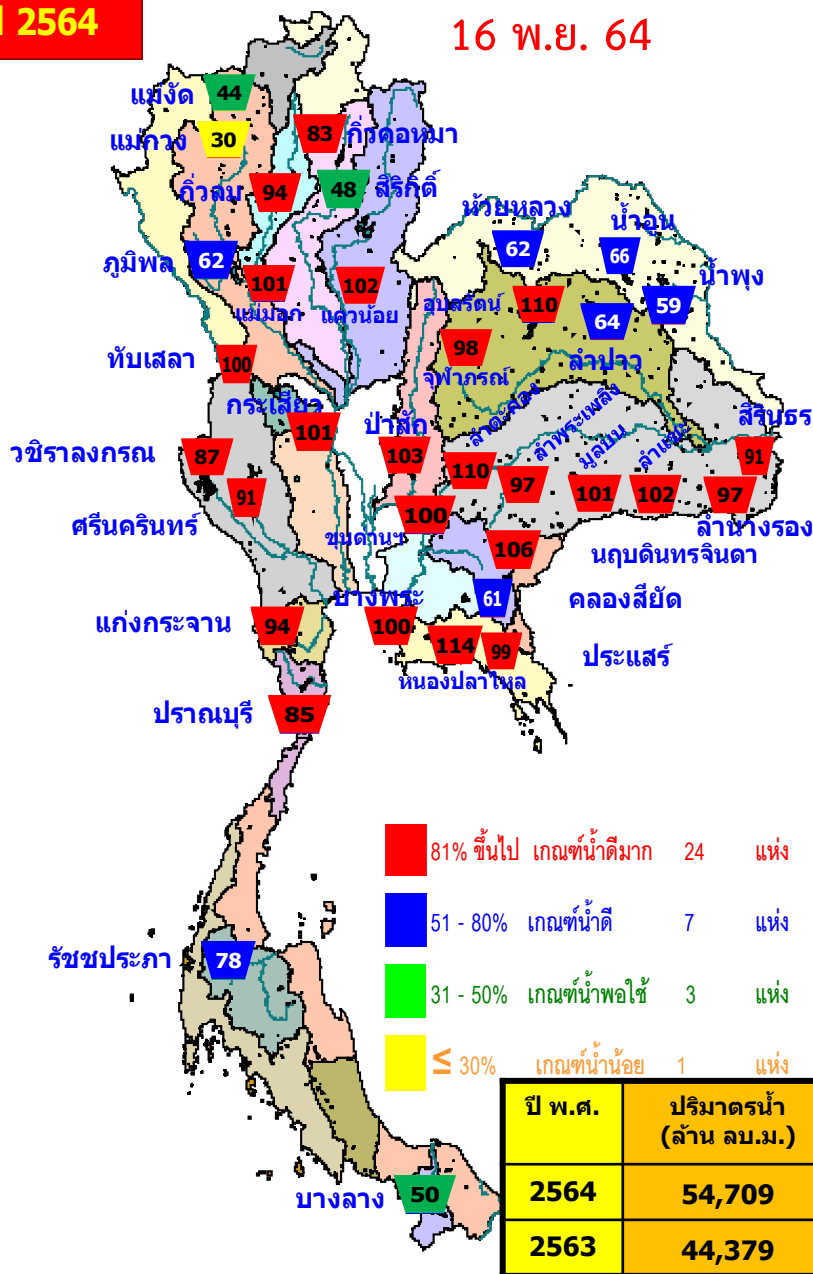 ปี 2564
16 พ.ย. 64
แม่งัด 44
แมกวง 30
83 กิ่วคอหมา
กิ่วลม 94
48 สิริกิติ์
ห้วยหลวง 62
น้ำอูน 66
น้ำพุง 59
ภูมิพล 62
101 แม่มอก
102 แควน้อย
อุบลรัตน์ 110
64 ลำปาว
98 จุฬาภรณ์
ทับเสลา 100
กระเสียว 101
ป่าสัก 103
ลำตะคอง 110
ลำพระเพลิง 97
มูลบน 101
ลำแชะ 102
สิรินธร 91
97 ลำนางรอง
วชิราลงกรณ 87
ศรีนครินทร์ 91
100 ขุนด่านฯ
106 นฤบดินทรจินดา
บางพระ 100
61 คลองสียัด
แก่งกระจาน 94
114 หนองปลาไหล
99 ประแสร์
ปราณบุรี 85
81% ขึ้นไป เกณฑ์น้ำดีมาก 24 แห่ง
51 - 80% เกณฑ์น้ำดี 7 แห่ง
31 - 50% เกณฑ์น้ำพอใช้ 3 แห่ง
≤ 30% เกณฑ์น้ำน้อย 1 แห่ง
รัชชประภา 78
บางลาง 50
ปี พ.ศ. ปริมาตรน้ำ
(ล้าน ลบ.ม.)
2564 54,709
2563 44,379